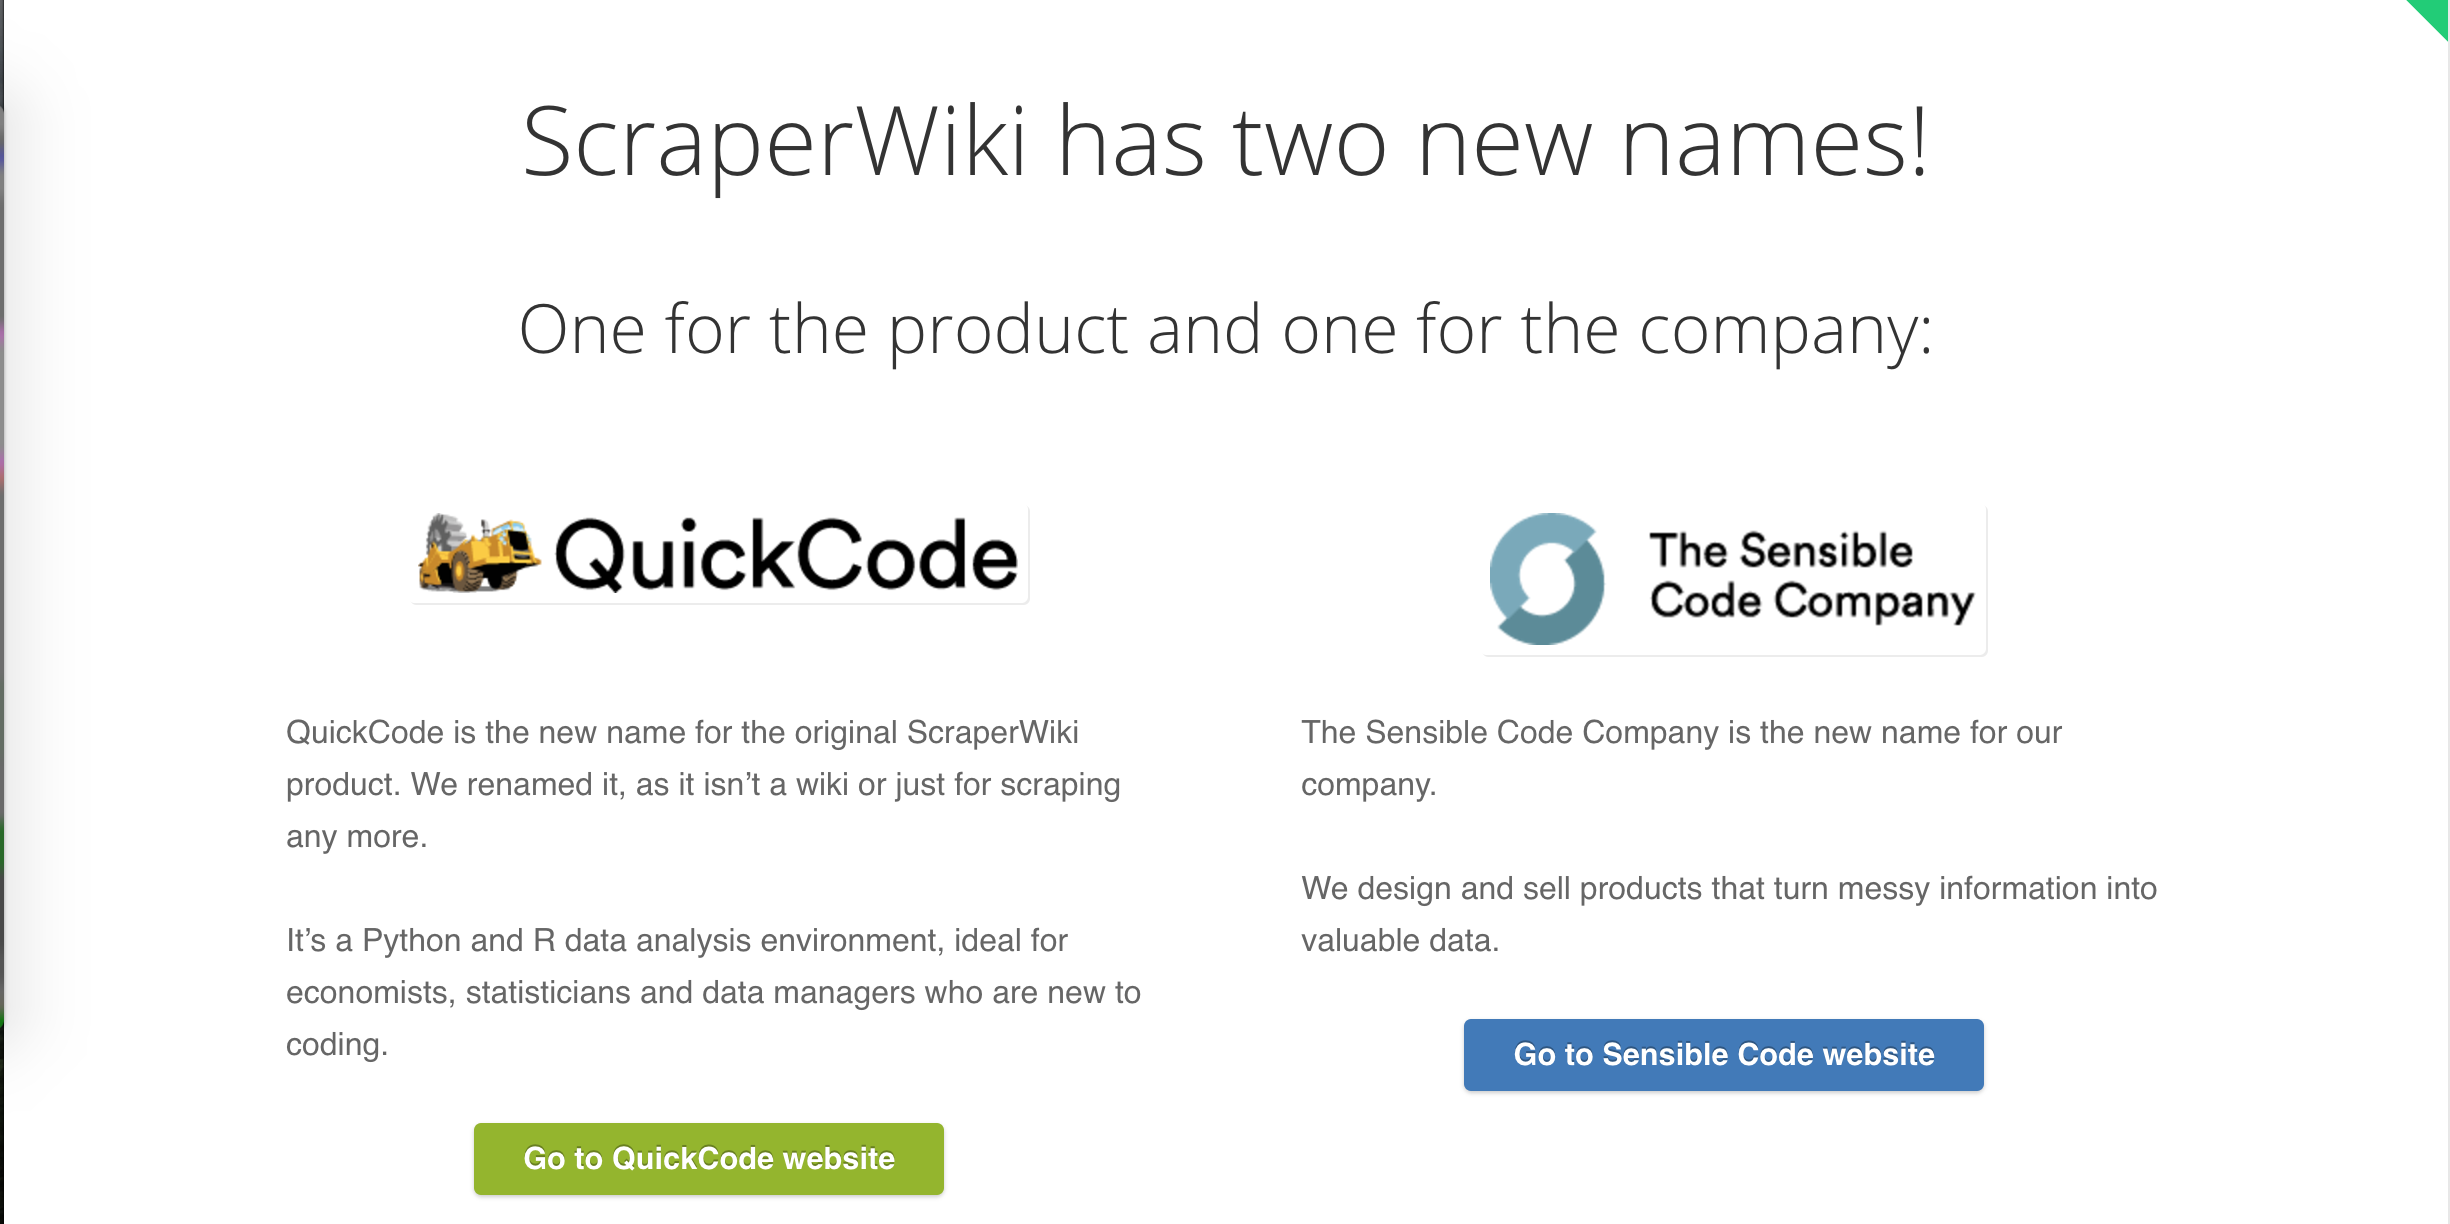 ScraperWiki has two new names!
One for the product and one for the company:
QuickCode
QuickCode is the new name for the original ScraperWiki
product. We renamed it, as it isn’t a wiki or just for scraping
any more.
It’s a Python and R data analysis environment, ideal for
economists, statisticians and data managers who are new to
coding.
Go to QuickCode website
The Sensible
Code Company
The Sensible Code Company is the new name for our
company.
We design and sell products that turn messy information into
valuable data.
Go to Sensible Code website